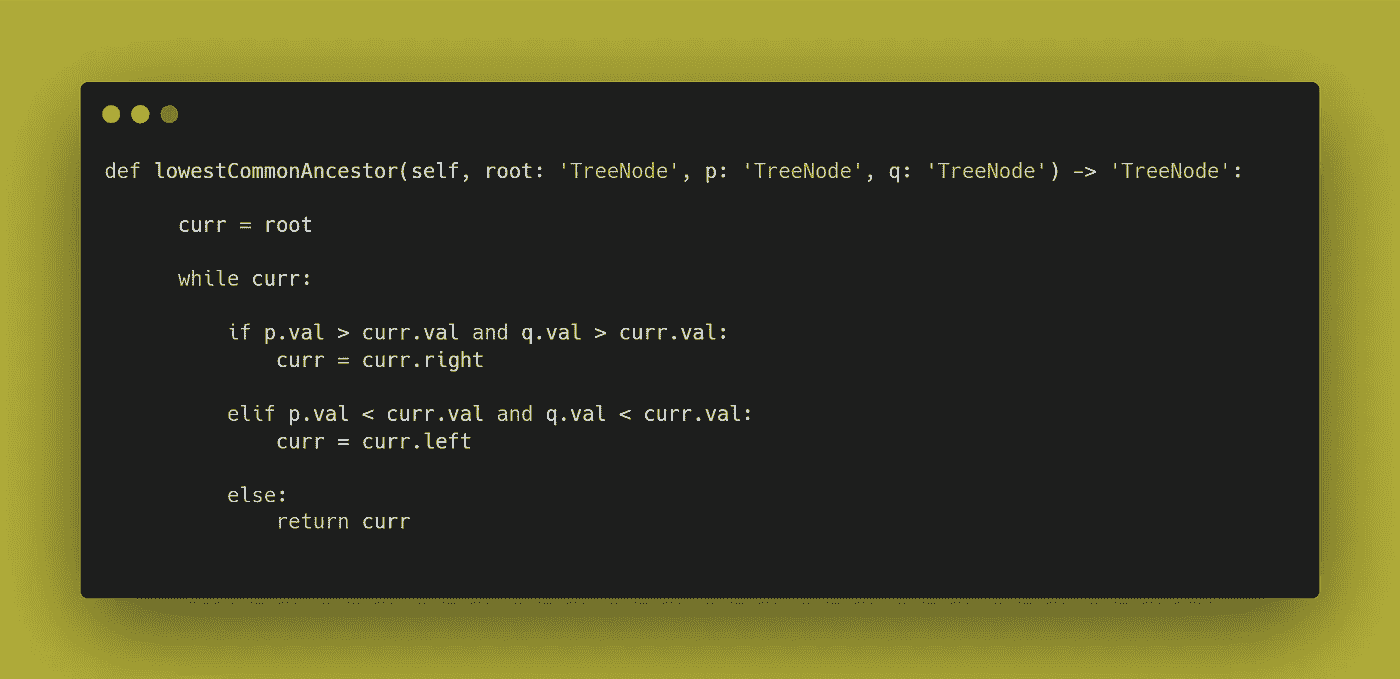 def lowestCommonAncestor(self, root: 'TreeNode', p: 'TreeNode', q: 'TreeNode') -> 'TreeNode':
curr = root
while curr:
if p.val > curr.val and q.val > curr.val:
curr = curr.right
elif p.val < curr.val and q.val < curr.val:
curr = curr.left
else:
return curr